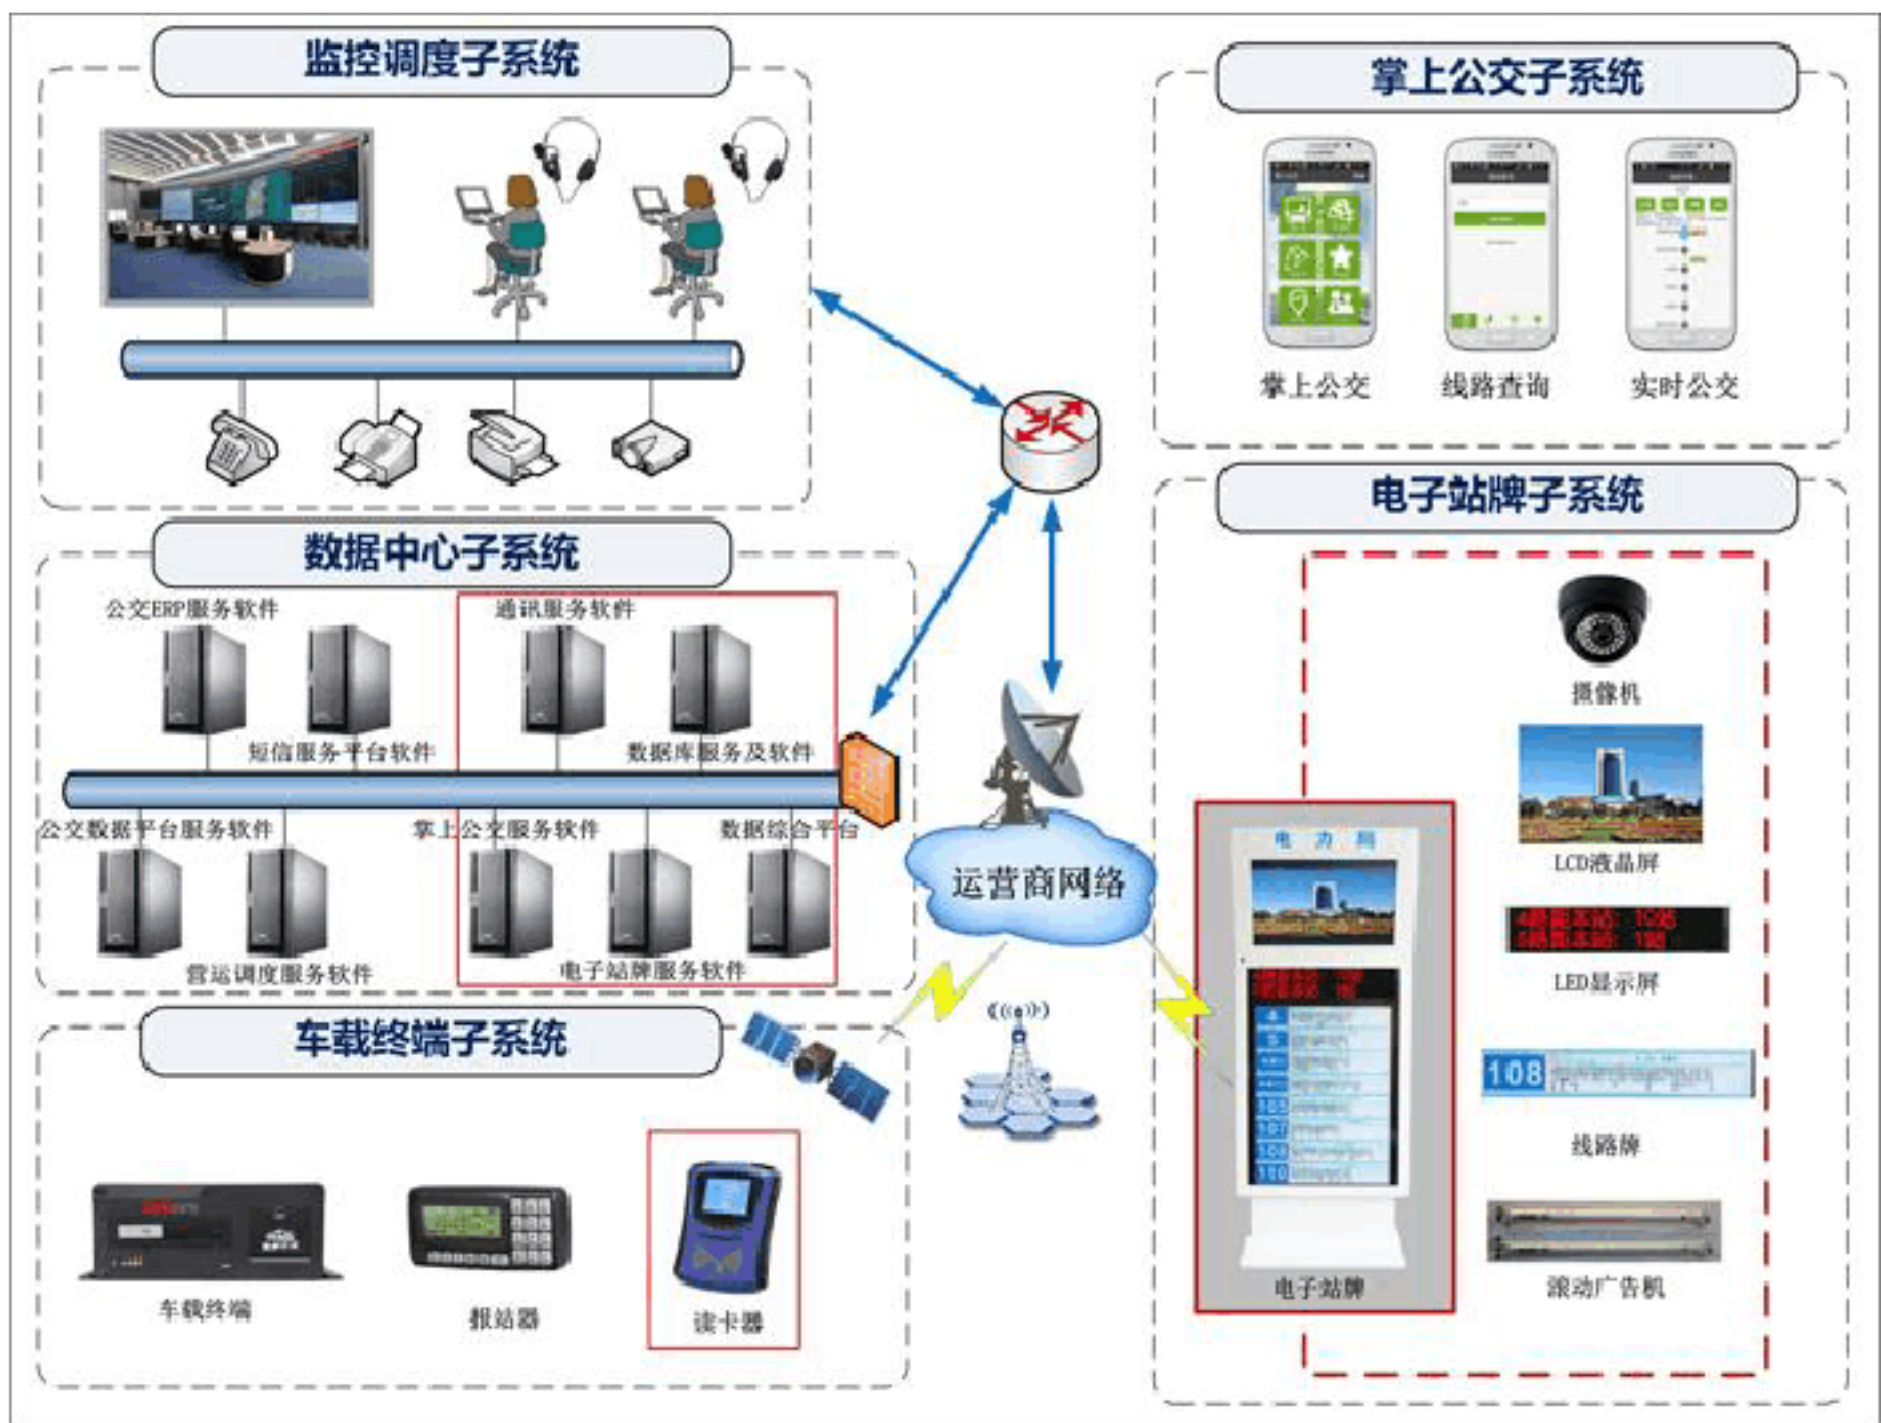 监控调度子系统
掌上公交子系统
掌上公交
线路查询
实时公交
数据中心子系统
公交ERP服务软件
通讯服务软件
短信服务平台软件
数据库服务及软件
公交数据平台服务软件
掌上公交服务软件
数据综合平台
营运调度服务软件
电子站牌服务软件
运营商网络
电子站牌子系统
摄像机
LCD液晶屏
LED显示屏
108
线路牌
滚动广告机
105
107
108
110
电子站牌
车载终端子系统
车载终端
报站器
读卡器